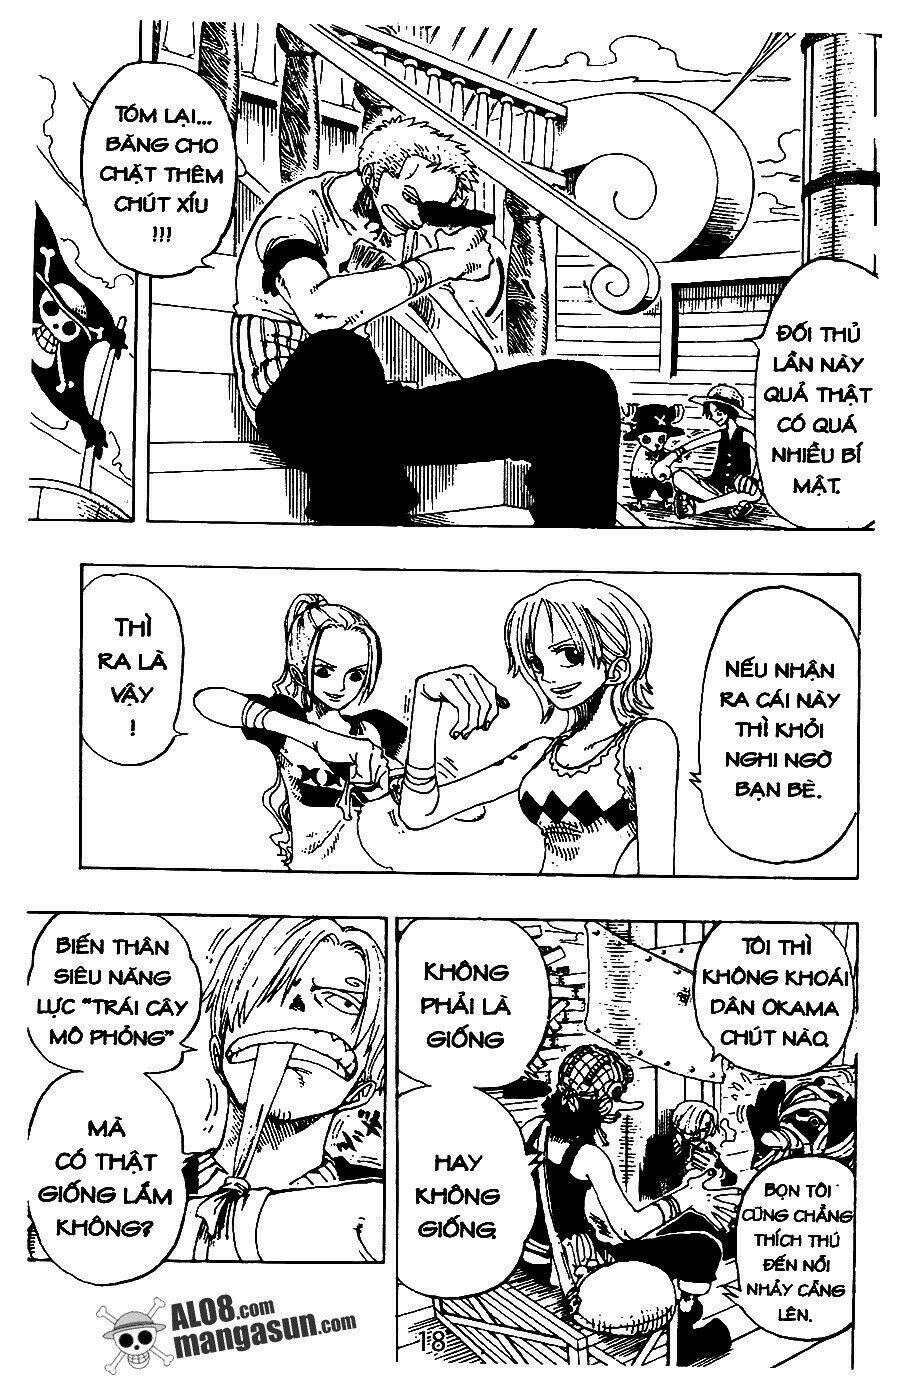 TÓM LẠI...
BĂNG CHO
CHẶT THÊM
CHÚT XÍU
!!!
ĐỐI THỦ
LẦN NÀY
QUẢ THẬT
CÓ QUÁ
NHIỀU BÍ
MẬT.
NẾU NHẬN
RA CÁI NÀY
THÌ KHỎI
NGHI NGỜ
BẠN BÈ.
THÌ
RA LÀ
VẬY
!
BIẾN THÂN
SIÊU NĂNG
LỰC "TRÁI CÂY
MÔ PHỎNG"
MÀ
CÓ THẬT
GIỐNG LẮM
KHÔNG?
KHÔNG
PHẢI LÀ
GIỐNG
HAY
KHÔNG
GIỐNG.
TÔI THÌ
KHÔNG KHOÁI
DÂN OKAMA
CHÚT NÀO.
BỌN TÔI
CŨNG CHẲNG
THÍCH THÚ
ĐẾN NỖI
NHẢY CẪNG
LÊN.
AL08.com
mangasun.com
18